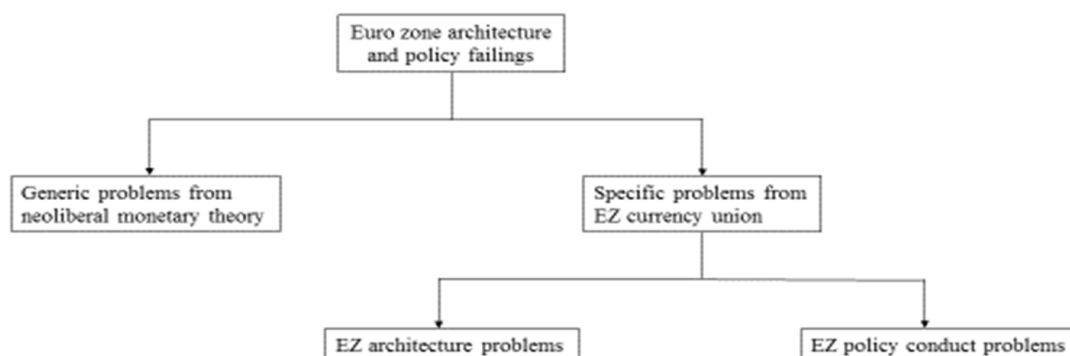 Euro zone architecture
and policy failings
Generic problems from
neoliberal monetary theory
Specific problems from
EZ currency union
EZ architecture problems
EZ policy conduct problems